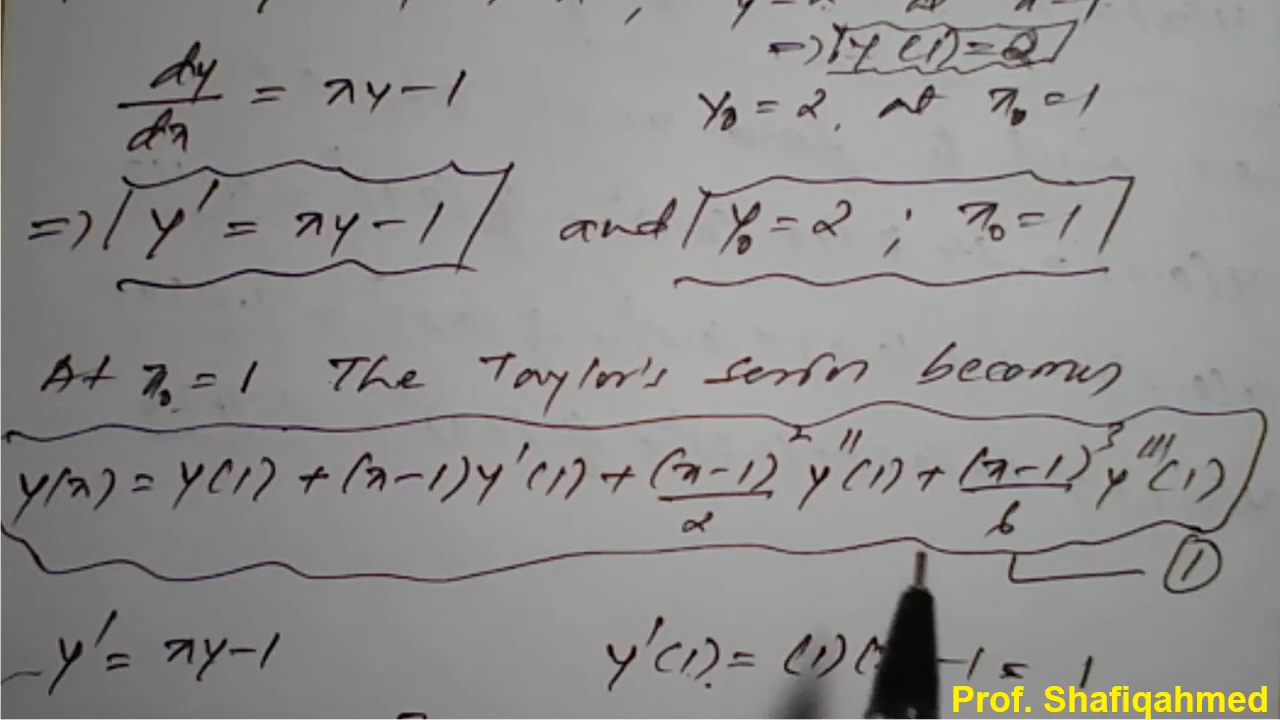 ⇒ y(1) = 2
dy/dx = xy - 1
y₀ = 2, at x₀ = 1
⇒ y' = xy - 1 and y₀ = 2 ; x₀ = 1
At x₀ = 1 The Taylor's series becomes
y(x) = y(1) + (x-1)y'(1) + (x-1)²/2 y''(1) + (x-1)³/6 y'''(1)
①
y' = xy - 1
y'(1) = (1)( - 1 = 1
Prof. Shafiqahmed